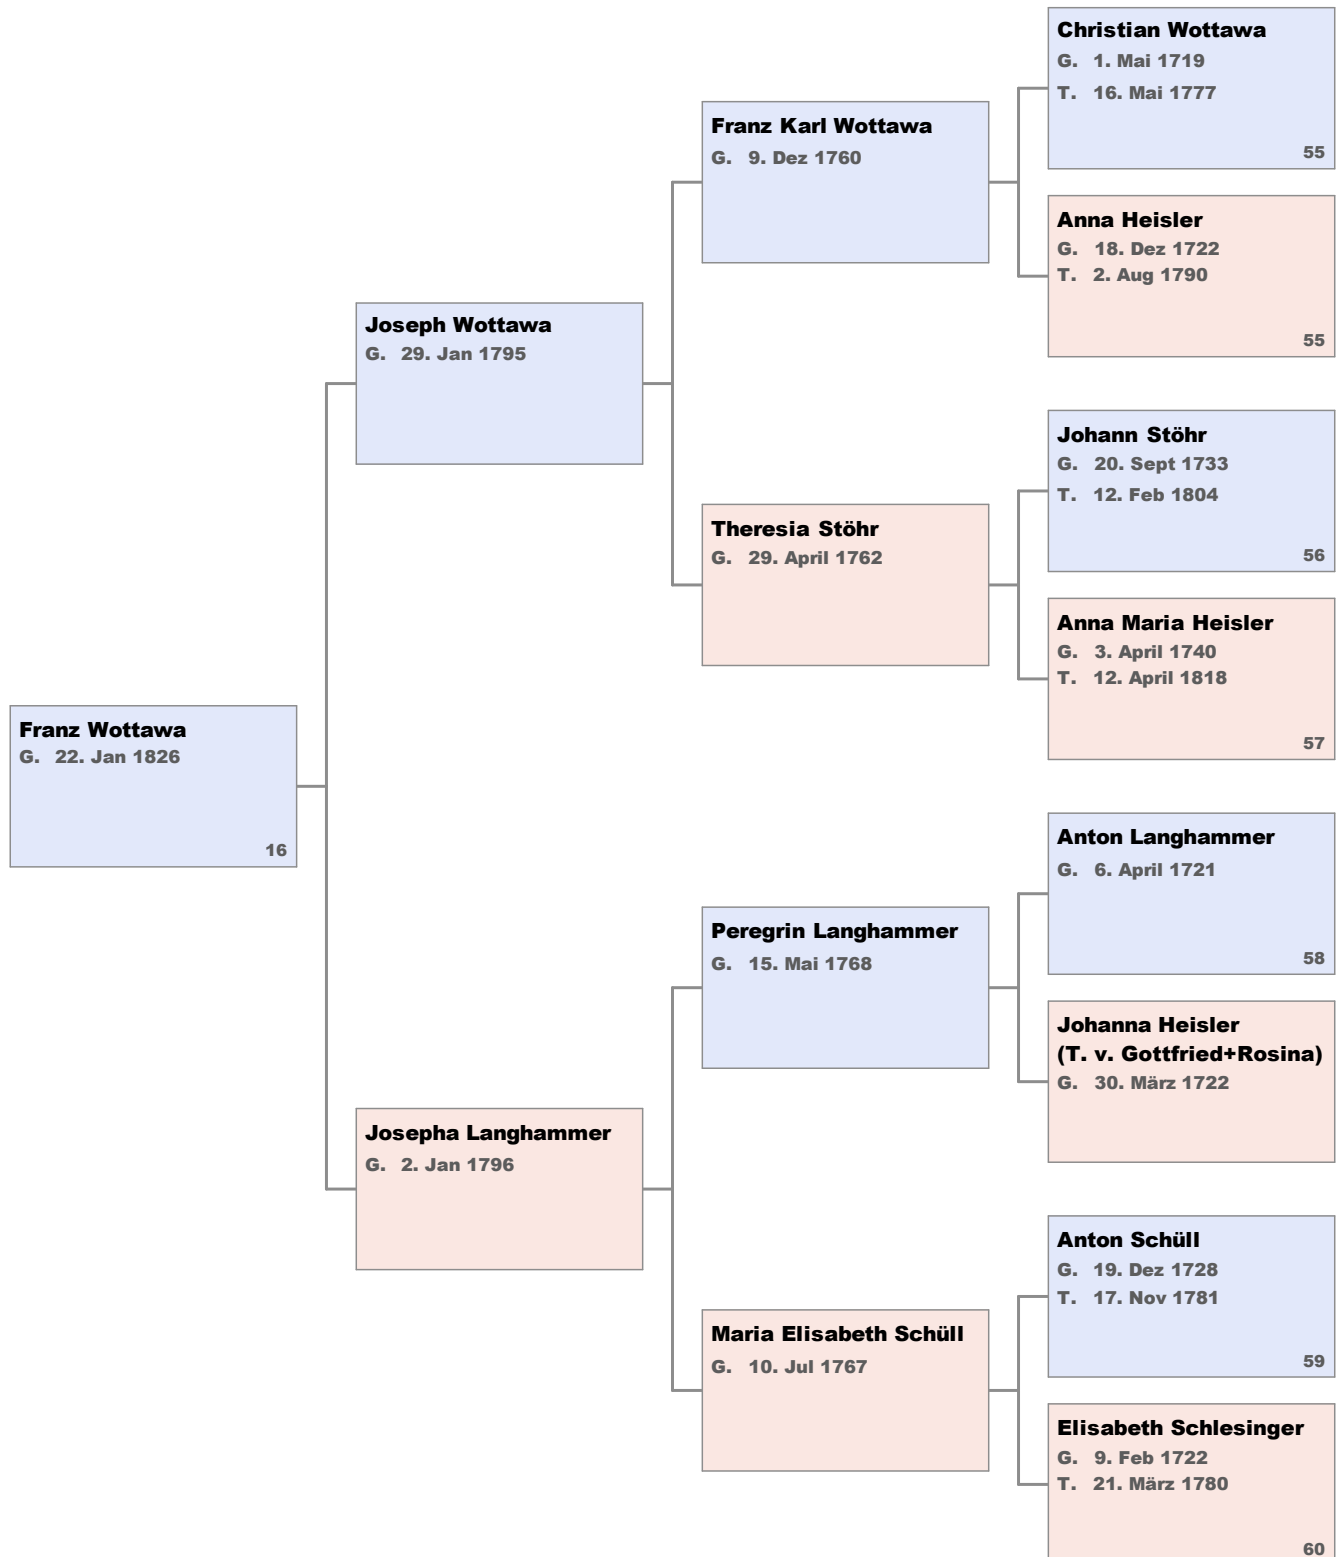 Christian Wottawa
G. 1. Mai 1719
T. 16. Mai 1777
55
Franz Karl Wottawa
G. 9. Dez 1760
Anna Heisler
G. 18. Dez 1722
T. 2. Aug 1790
55
Joseph Wottawa
G. 29. Jan 1795
Johann Stöhr
G. 20. Sept 1733
T. 12. Feb 1804
56
Theresia Stöhr
G. 29. April 1762
Anna Maria Heisler
G. 3. April 1740
T. 12. April 1818
57
Franz Wottawa
G. 22. Jan 1826
16
Anton Langhammer
G. 6. April 1721
58
Peregrin Langhammer
G. 15. Mai 1768
Johanna Heisler
(T. v. Gottfried+Rosina)
G. 30. März 1722
Josepha Langhammer
G. 2. Jan 1796
Anton Schüll
G. 19. Dez 1728
T. 17. Nov 1781
59
Maria Elisabeth Schüll
G. 10. Jul 1767
Elisabeth Schlesinger
G. 9. Feb 1722
T. 21. März 1780
60